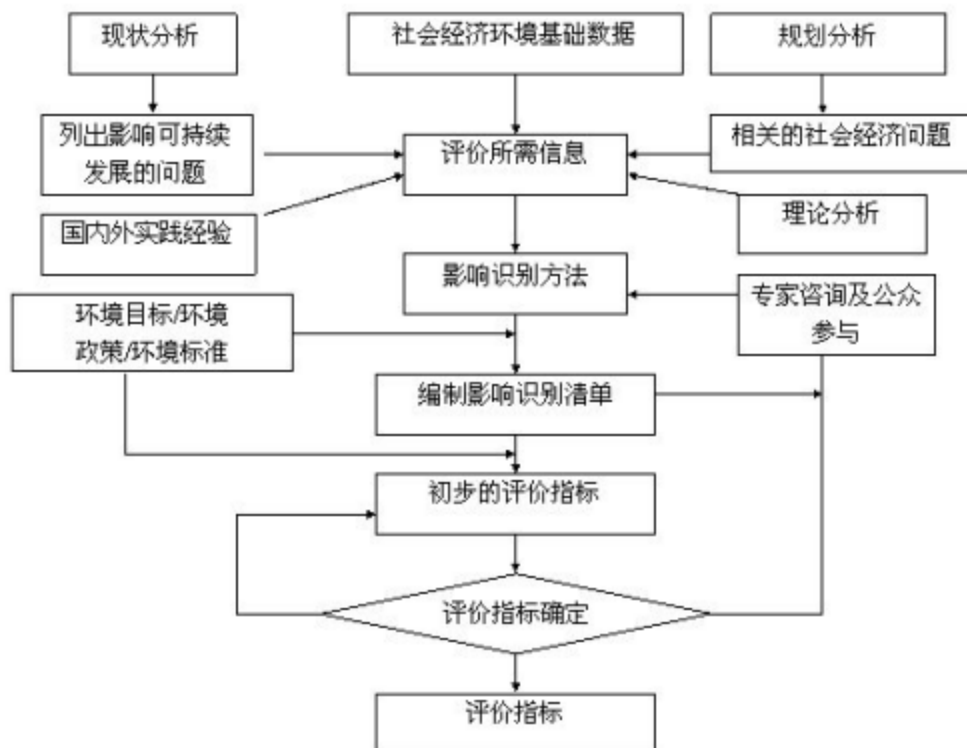 现状分析
社会经济环境基础数据
规划分析
列出影响可持续
发展的问题
评价所需信息
相关的社会经济问题
国内外实践经验
理论分析
影响识别方法
专家咨询及公众
参与
环境目标/环境
政策/环境标准
编制影响识别清单
初步的评价指标
评价指标确定
评价指标